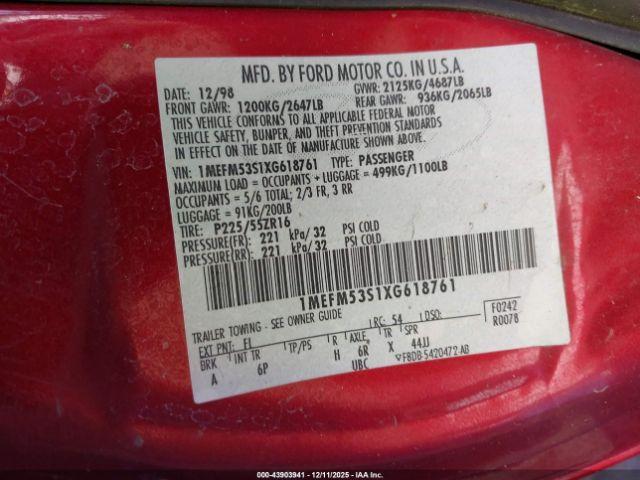 MFD. BY FORD MOTOR CO. IN U.S.A.
DATE: 12/98 GVWR: 2125KG/4687LB
FRONT GAWR: 1200KG/2647LB REAR GAWR: 936KG/2065LB
THIS VEHICLE CONFORMS TO ALL APPLICABLE FEDERAL MOTOR
VEHICLE SAFETY, BUMPER, AND THEFT PREVENTION STANDARDS
IN EFFECT ON THE DATE OF MANUFACTURE SHOWN ABOVE.
VIN: 1MEFM53S1XG618761 TYPE: PASSENGER
MAXIMUM LOAD = OCCUPANTS + LUGGAGE = 499KG/1100LB
OCCUPANTS = 5/6 TOTAL: 2/3 FR, 3 RR
LUGGAGE = 91KG/200LB
TIRE: P225/55ZR16
PRESSURE(FR): 221 kPa/32 PSI COLD
PRESSURE(RR): 221 kPa/32 PSI COLD
1MEFM53S1XG618761
TRAILER TOWING - SEE OWNER GUIDE
EXT PNT: EL RC: 54 DSO: F0242
BRK INT TR TP/PS R AXLE TR SPR R0078
A 6P H 6R X 44JJ
UBC F8DB-5420472-AB
000-43903941 - 12/11/2025 - IAA Inc.